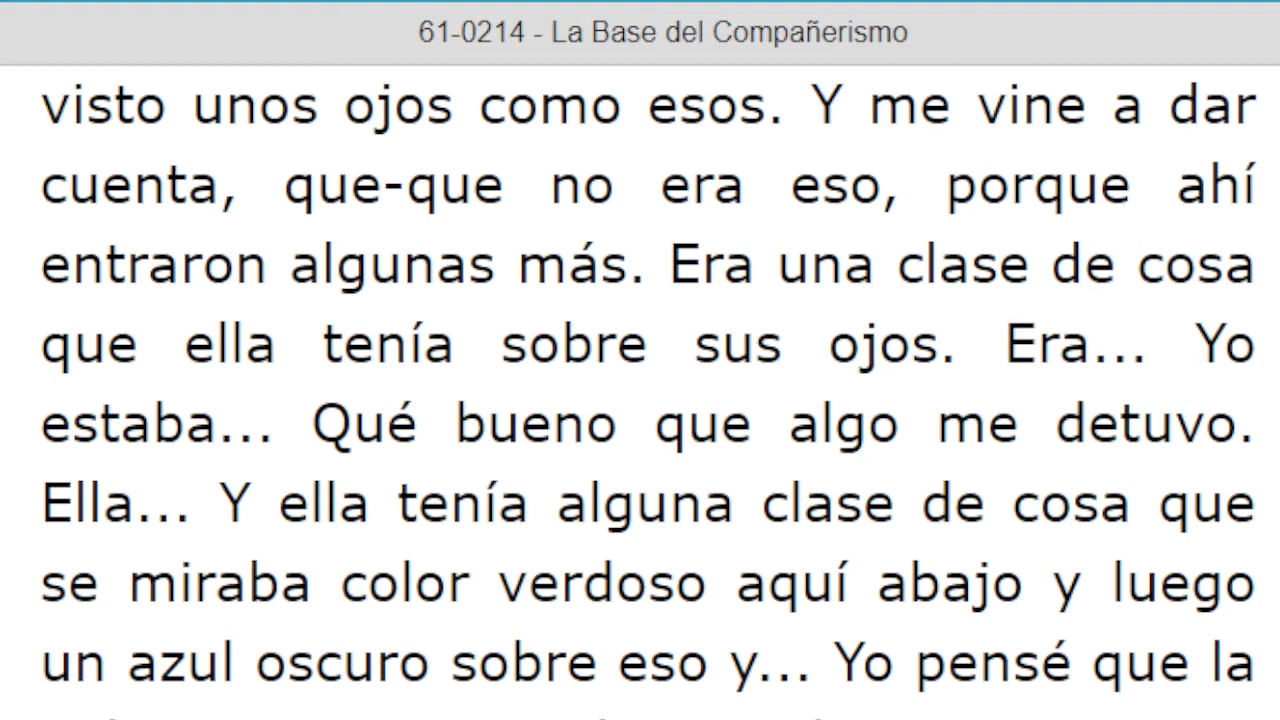 61-0214 - La Base del Compañerismo
visto unos ojos como esos. Y me vine a dar
cuenta, que-que no era eso, porque ahí
entraron algunas más. Era una clase de cosa
que ella tenía sobre sus ojos. Era... Yo
estaba... Qué bueno que algo me detuvo.
Ella... Y ella tenía alguna clase de cosa que
se miraba color verdoso aquí abajo y luego
un azul oscuro sobre eso y... Yo pensé que la